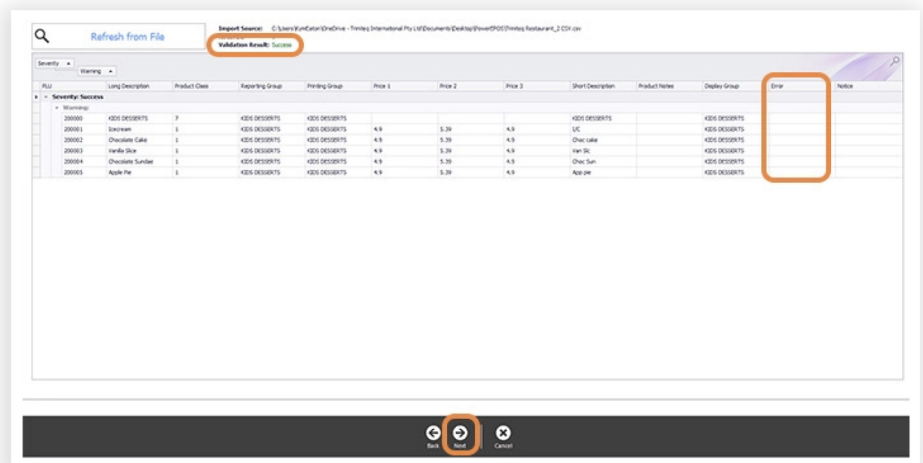 Refresh from File
Import Source: C:\Users\KymEaton\OneDrive - Triniteq International Pty Ltd\Documents\Desktop\PowerEPOS\Triniteq Restaurant_2 CSV.csv
Validation Result: Success
Severity
Warning
PLU Long Description Product Class Reporting Group Printing Group Price 1 Price 2 Price 3 Short Description Product Notes Display Group Error Notice
Severity: Success
Warning:
200000 KIDS DESSERTS 7 KIDS DESSERTS KIDS DESSERTS KIDS DESSERTS KIDS DESSERTS
200001 Icecream 1 KIDS DESSERTS KIDS DESSERTS 4.9 5.39 4.9 I/C KIDS DESSERTS
200002 Chocolate Cake 1 KIDS DESSERTS KIDS DESSERTS 4.9 5.39 4.9 Choc cake KIDS DESSERTS
200003 Vanilla Slice 1 KIDS DESSERTS KIDS DESSERTS 4.9 5.39 4.9 Van Slc KIDS DESSERTS
200004 Chocolate Sundae 1 KIDS DESSERTS KIDS DESSERTS 4.9 5.39 4.9 Choc Sun KIDS DESSERTS
200005 Apple Pie 1 KIDS DESSERTS KIDS DESSERTS 4.9 5.39 4.9 App pie KIDS DESSERTS
Back Next Cancel